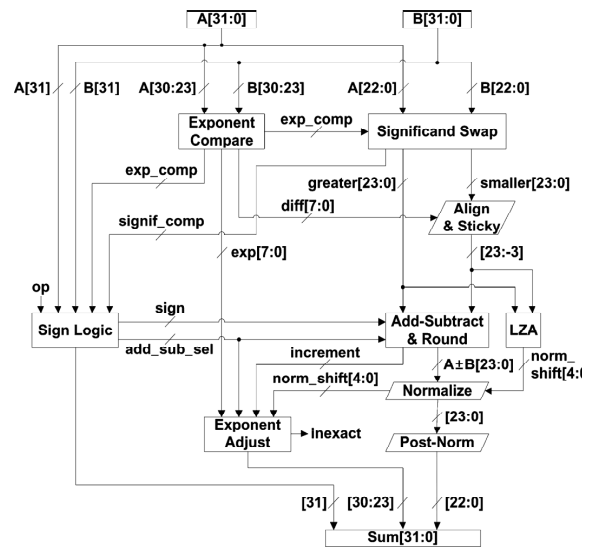 A[31:0]
B[31:0]
A[31]
B[31]
A[30:23]
B[30:23]
A[22:0]
B[22:0]
Exponent
Compare
exp_comp
Significand Swap
exp_comp
greater[23:0]
smaller[23:0]
diff[7:0]
Align
& Sticky
signif_comp
exp[7:0]
[23:-3]
op
sign
Sign Logic
Add-Subtract
& Round
LZA
add_sub_sel
increment
A±B[23:0]
norm_
shift[4:0
norm_shift[4:0]
Normalize
[23:0]
Exponent
Adjust
Inexact
Post-Norm
[31]
[30:23]
[22:0]
Sum[31:0]